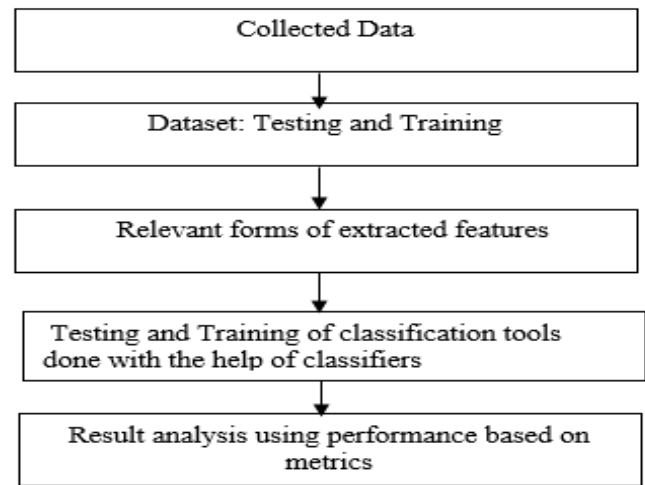 Collected Data
Dataset: Testing and Training
Relevant forms of extracted features
Testing and Training of classification tools
done with the help of classifiers
Result analysis using performance based on
metrics